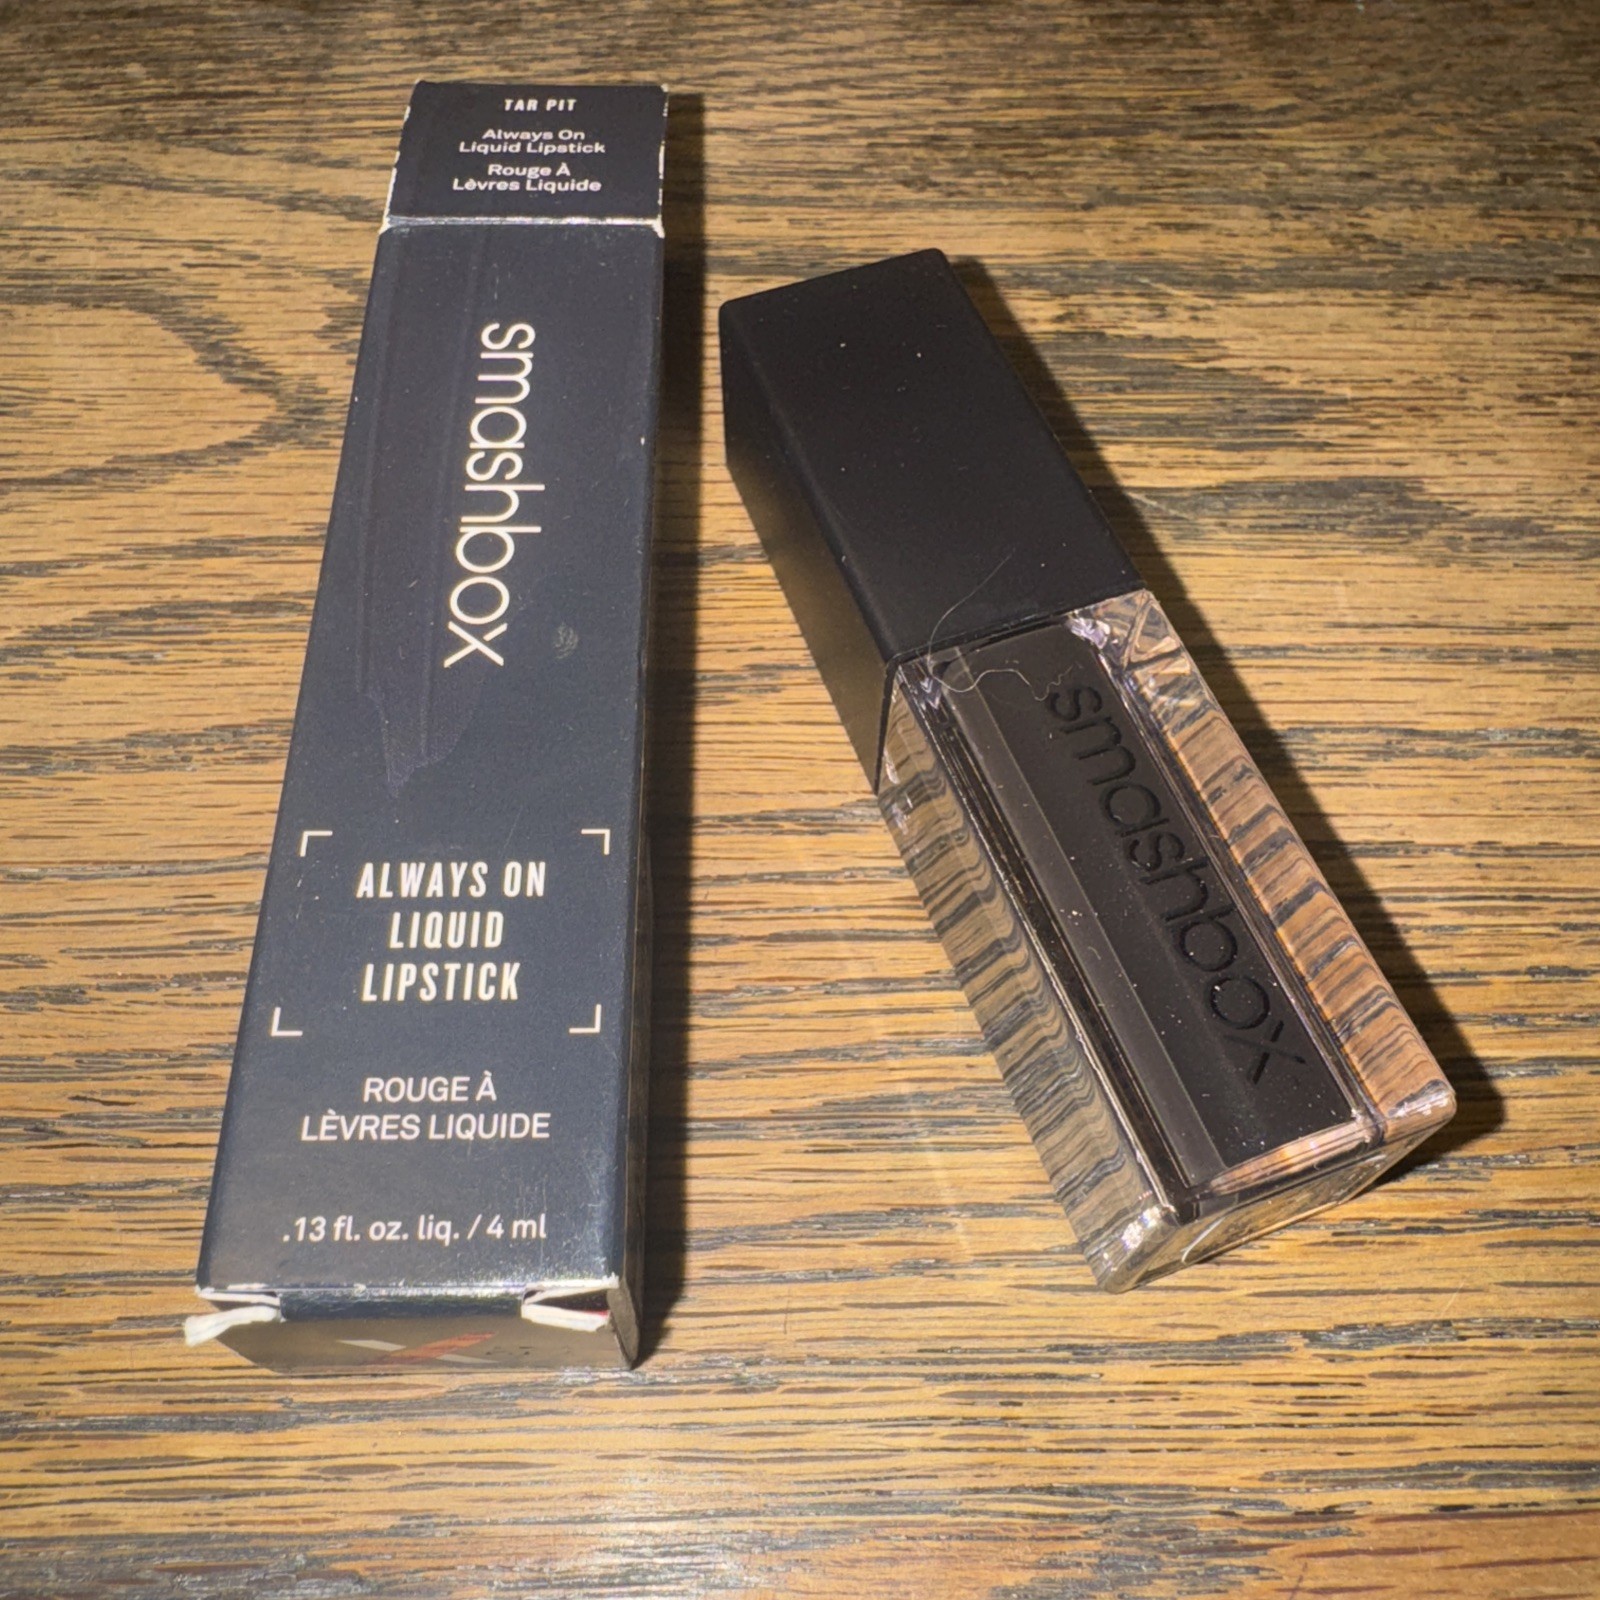 TAR PIT
Always On
Liquid Lipstick
Rouge À
Lèvres Liquide
smashbox
ALWAYS ON
LIQUID
LIPSTICK
ROUGE À
LÈVRES LIQUIDE
.13 fl. oz. liq. / 4 ml
smashbox